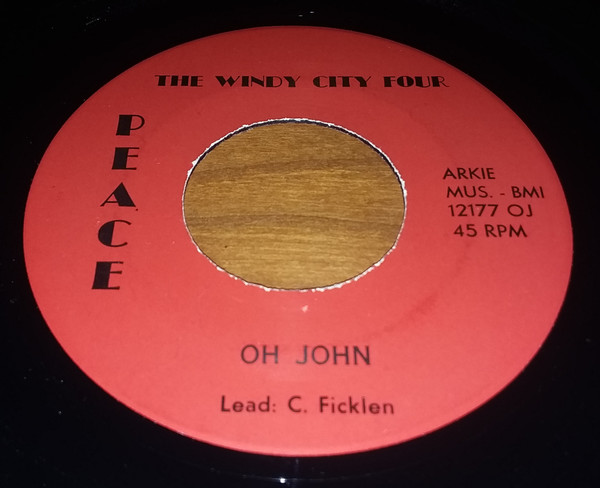 THE WINDY CITY FOUR
PEACE
ARKIE
MUS. - BMI
12177 OJ
45 RPM
OH JOHN
Lead: C. Ficklen